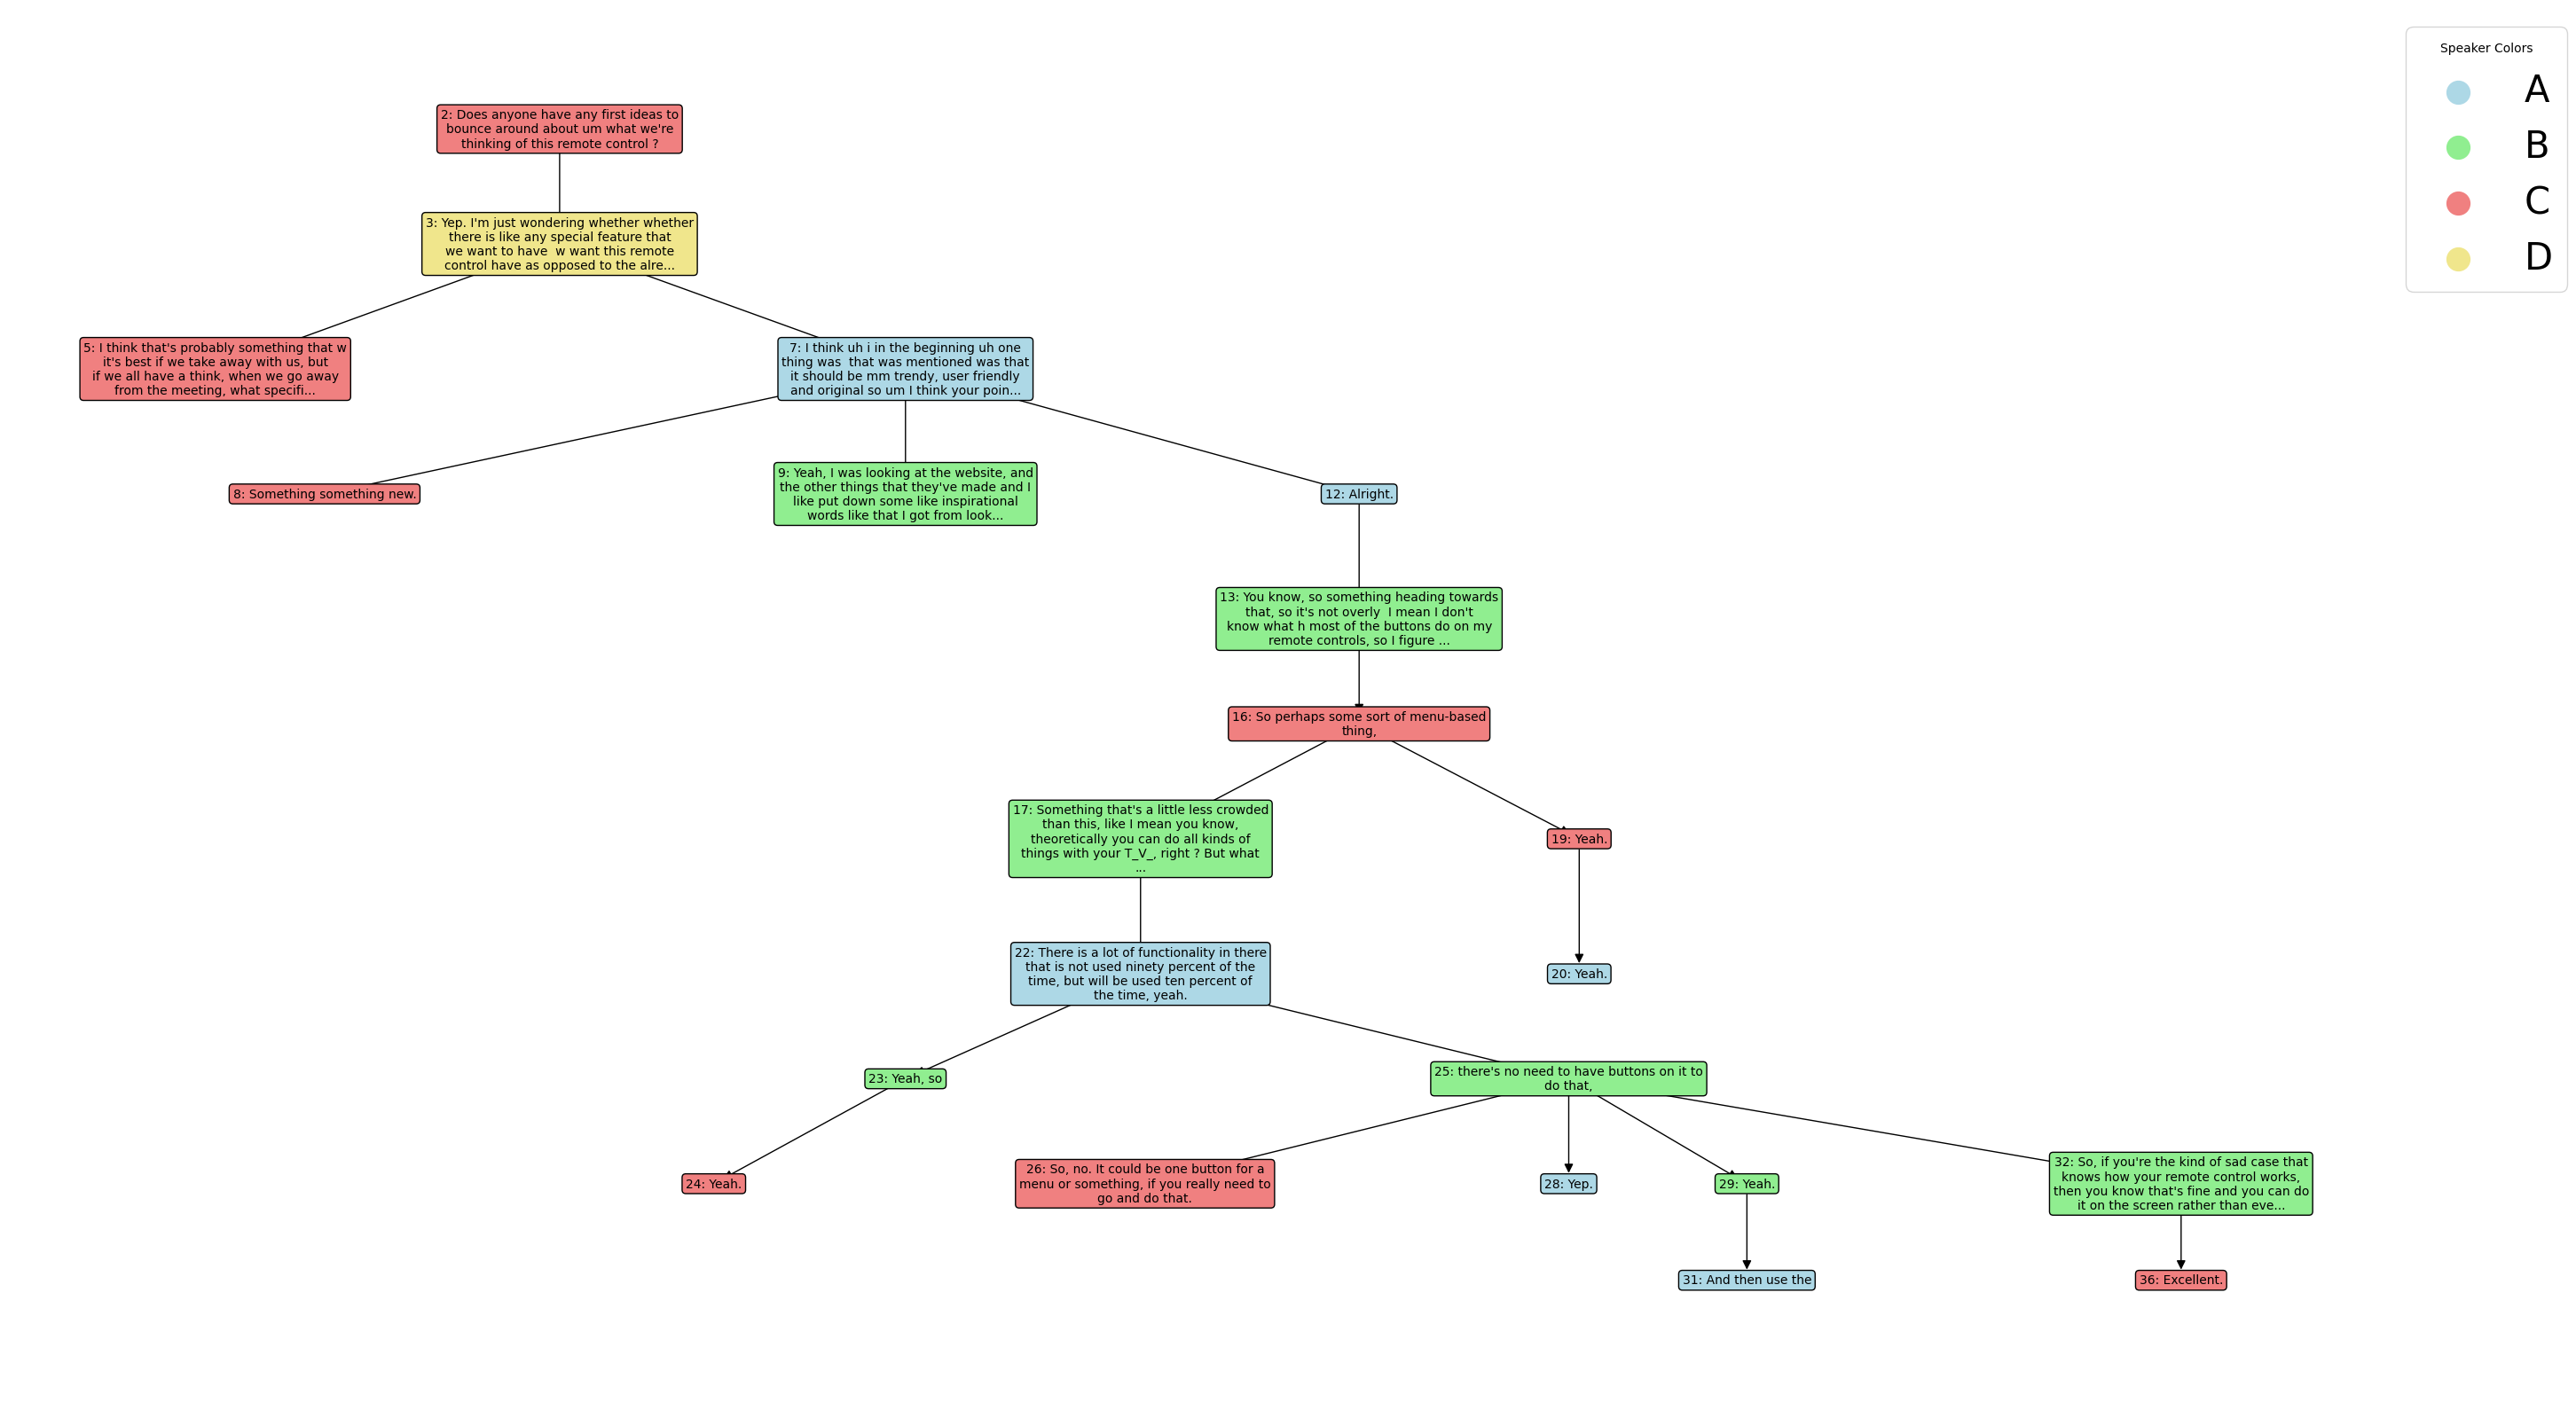 Speaker Colors
A
B
C
D
2: Does anyone have any first ideas to
bounce around about um what we're
thinking of this remote control ?
3: Yep. I'm just wondering whether whether
there is like any special feature that
we want to have  w want this remote
control have as opposed to the alre...
5: I think that's probably something that w
it's best if we take away with us, but
if we all have a think, when we go away
from the meeting, what specifi...
7: I think uh i in the beginning uh one
thing was  that was mentioned was that
it should be mm trendy, user friendly
and original so um I think your poin...
8: Something something new.
9: Yeah, I was looking at the website, and
the other things that they've made and I
like put down some like inspirational
words like that I got from look...
12: Alright.
13: You know, so something heading towards
that, so it's not overly  I mean I don't
know what h most of the buttons do on my
remote controls, so I figure ...
16: So perhaps some sort of menu-based
thing,
17: Something that's a little less crowded
than this, like I mean you know,
theoretically you can do all kinds of
things with your T_V_, right ? But what
...
19: Yeah.
22: There is a lot of functionality in there
that is not used ninety percent of the
time, but will be used ten percent of
the time, yeah.
20: Yeah.
23: Yeah, so
25: there's no need to have buttons on it to
do that,
24: Yeah.
26: So, no. It could be one button for a
menu or something, if you really need to
go and do that.
28: Yep.
29: Yeah.
32: So, if you're the kind of sad case that
knows how your remote control works,
then you know that's fine and you can do
it on the screen rather than eve...
31: And then use the
36: Excellent.